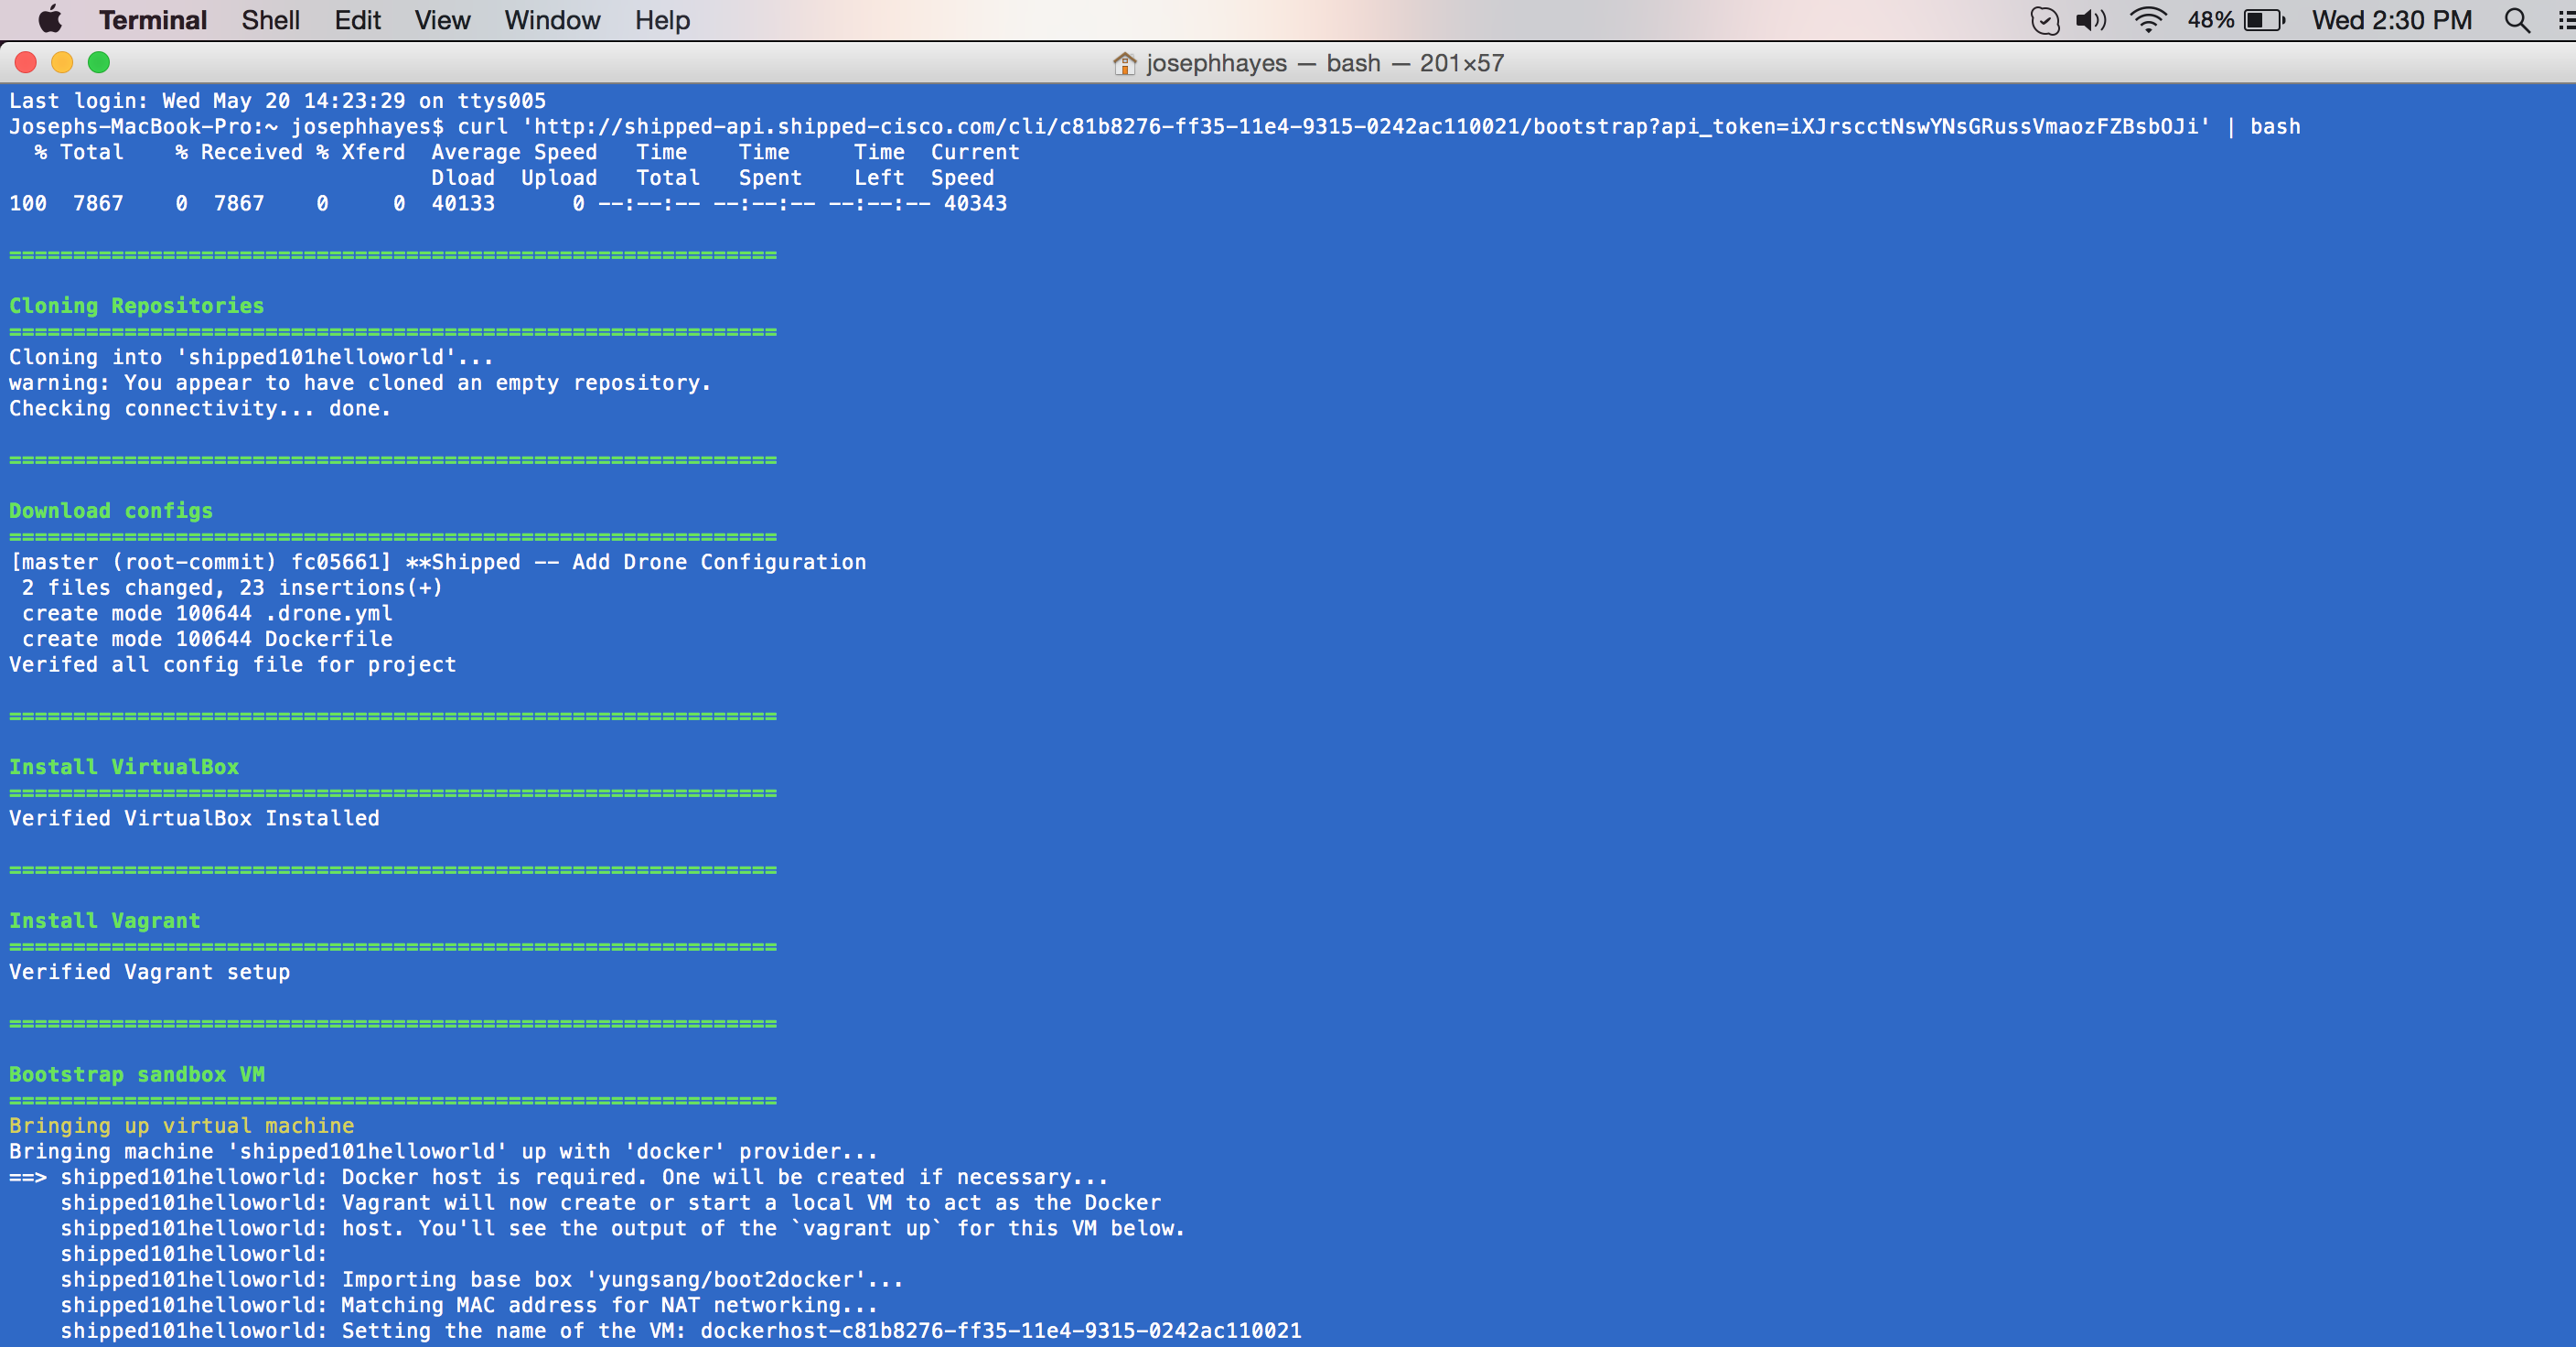 Terminal Shell Edit View Window Help 48% Wed 2:30 PM
josephhayes — bash — 201×57
Last login: Wed May 20 14:23:29 on ttys005
Josephs-MacBook-Pro:~ josephhayes$ curl 'http://shipped-api.shipped-cisco.com/cli/c81b8276-ff35-11e4-9315-0242ac110021/bootstrap?api_token=iXJrscctNswYNsGRussVmaozFZBsbOJi' | bash
  % Total    % Received % Xferd  Average Speed   Time    Time     Time  Current
                                 Dload  Upload   Total   Spent    Left  Speed
100  7867    0  7867    0     0  40133      0 --:--:-- --:--:-- --:--:-- 40343
============================================================
Cloning Repositories
============================================================
Cloning into 'shipped101helloworld'...
warning: You appear to have cloned an empty repository.
Checking connectivity... done.
============================================================
Download configs
============================================================
[master (root-commit) fc05661] **Shipped -- Add Drone Configuration
 2 files changed, 23 insertions(+)
 create mode 100644 .drone.yml
 create mode 100644 Dockerfile
Verifed all config file for project
============================================================
Install VirtualBox
============================================================
Verified VirtualBox Installed
============================================================
Install Vagrant
============================================================
Verified Vagrant setup
============================================================
Bootstrap sandbox VM
============================================================
Bringing up virtual machine
Bringing machine 'shipped101helloworld' up with 'docker' provider...
==> shipped101helloworld: Docker host is required. One will be created if necessary...
    shipped101helloworld: Vagrant will now create or start a local VM to act as the Docker
    shipped101helloworld: host. You'll see the output of the `vagrant up` for this VM below.
    shipped101helloworld:
    shipped101helloworld: Importing base box 'yungsang/boot2docker'...
    shipped101helloworld: Matching MAC address for NAT networking...
    shipped101helloworld: Setting the name of the VM: dockerhost-c81b8276-ff35-11e4-9315-0242ac110021